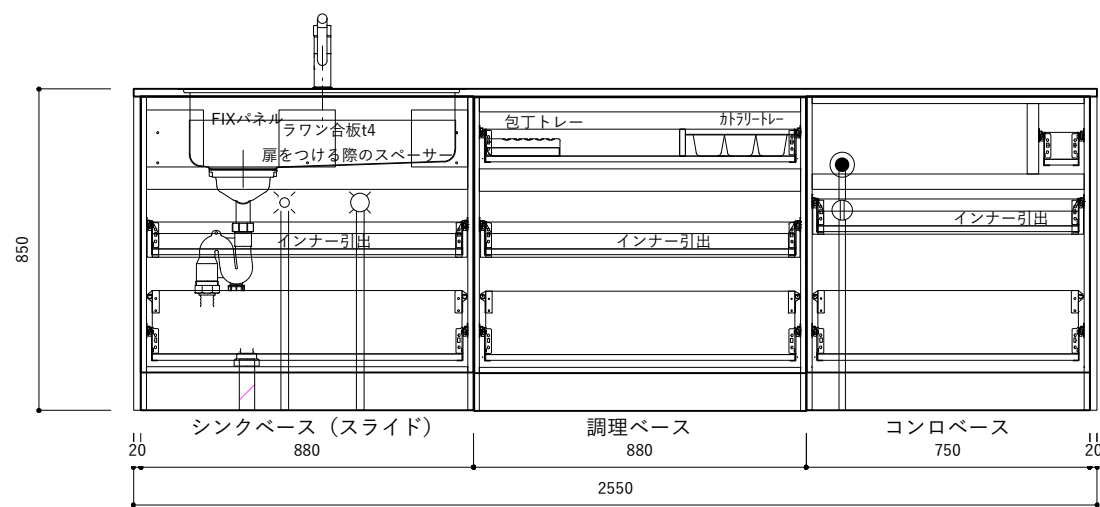 FIXパネル
ラワン合板t4
扉をつける際のスペーサー
包丁トレー
ｶﾄﾗﾘｰﾄﾚｰ
インナー引出
インナー引出
インナー引出
850
シンクベース（スライド）
調理ベース
コンロベース
20
880
880
750
20
2550